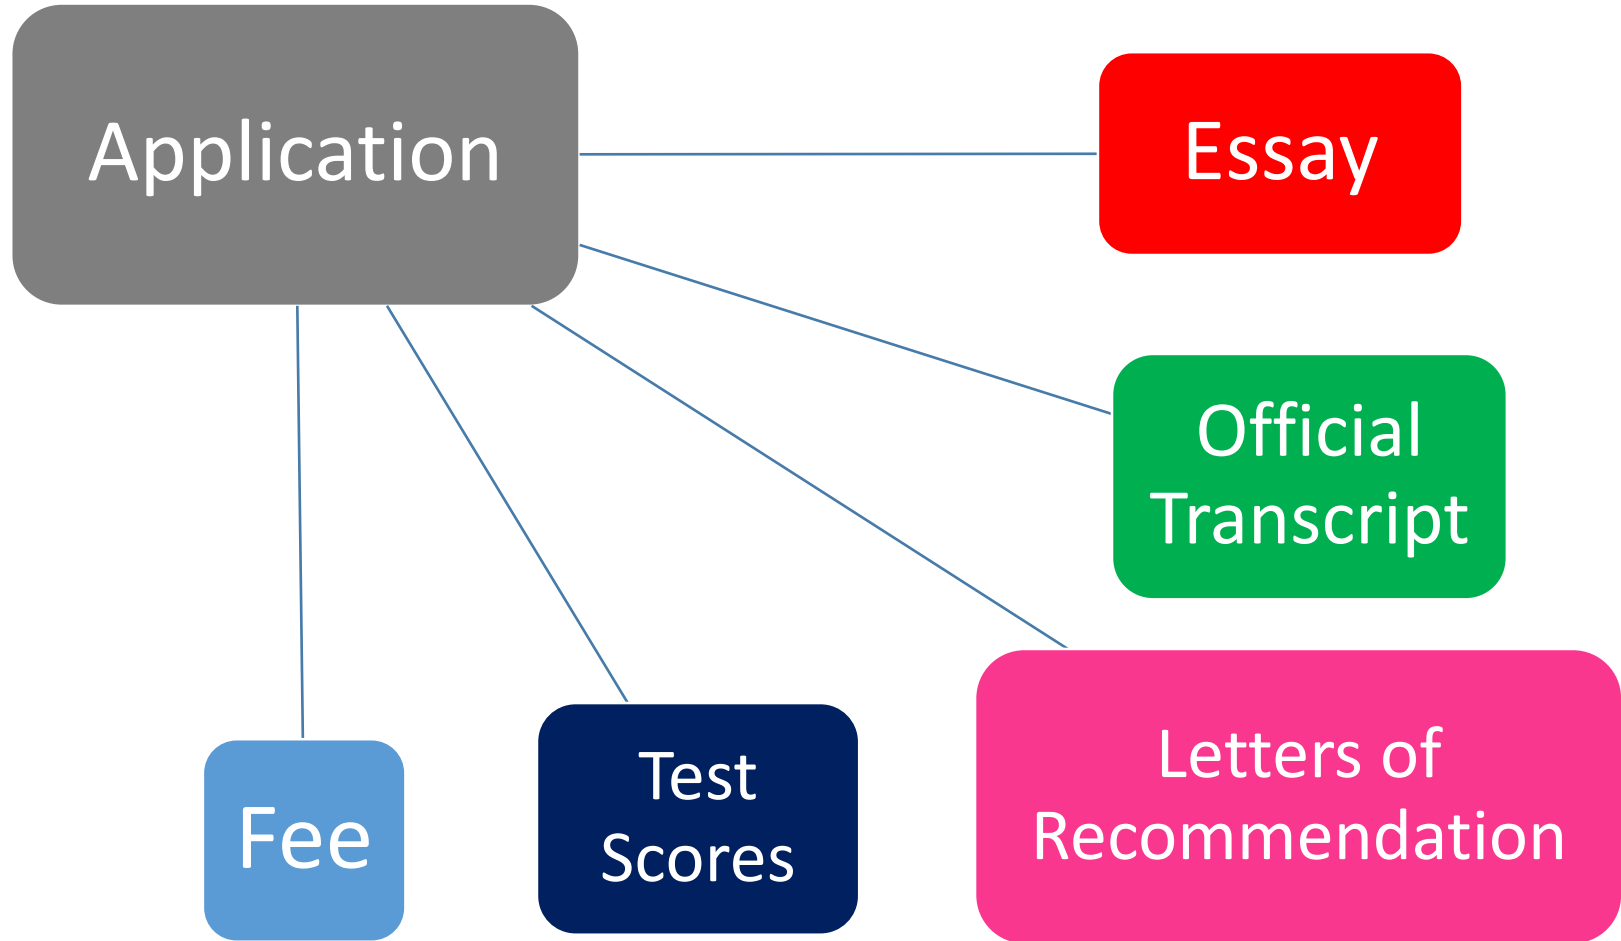 Application
Essay
Official
Transcript
Letters of
Recommendation
Test
Scores
Fee